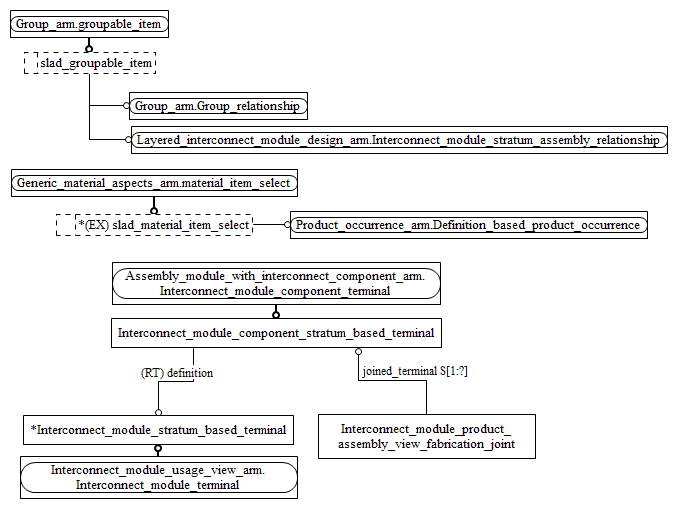 Group_arm.groupable_item
slad_groupable_item
Group_arm.Group_relationship
Layered_interconnect_module_design_arm.Interconnect_module_stratum_assembly_relationship
Generic_material_aspects_arm.material_item_select
*(EX) slad_material_item_select
Product_occurrence_arm.Definition_based_product_occurrence
Assembly_module_with_interconnect_component_arm.
Interconnect_module_component_terminal
Interconnect_module_component_stratum_based_terminal
(RT) definition
joined_terminal S[1:?]
*Interconnect_module_stratum_based_terminal
Interconnect_module_product_
assembly_view_fabrication_joint
Interconnect_module_usage_view_arm.
Interconnect_module_terminal